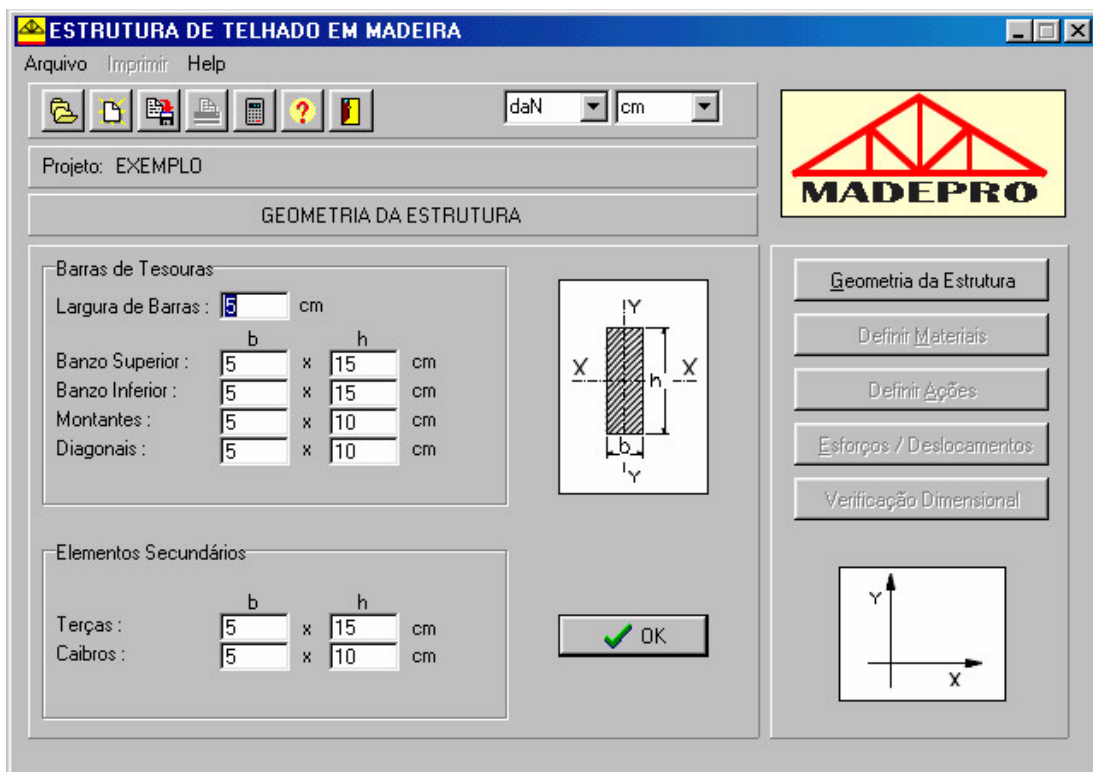 ESTRUTURA DE TELHADO EM MADEIRA
Arquivo Imprimir Help
daN cm
Projeto: EXEMPLO
GEOMETRIA DA ESTRUTURA
MADEPRO
Barras de Tesouras
Largura de Barras : 5 cm
b h
Banzo Superior : 5 x 15 cm
Banzo Inferior : 5 x 15 cm
Montantes : 5 x 10 cm
Diagonais : 5 x 10 cm
Y
X X
h
b
Y
Elementos Secundários
b h
Terças : 5 x 15 cm
Caibros : 5 x 10 cm
OK
Geometria da Estrutura
Definir Materiais
Definir Ações
Esforços / Deslocamentos
Verificação Dimensional
Y
X